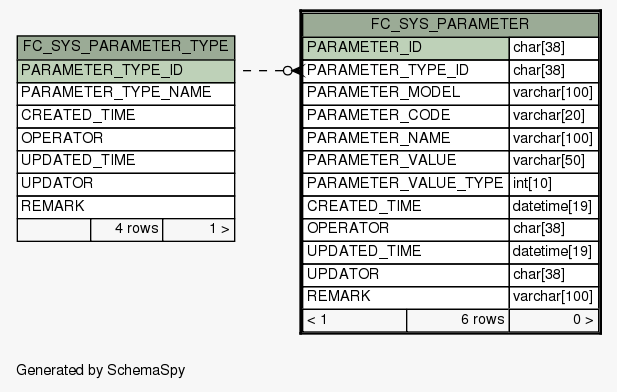 FC_SYS_PARAMETER_TYPE
PARAMETER_TYPE_ID
PARAMETER_TYPE_NAME
CREATED_TIME
OPERATOR
UPDATED_TIME
UPDATOR
REMARK
4 rows 1 >
FC_SYS_PARAMETER
PARAMETER_ID char[38]
PARAMETER_TYPE_ID char[38]
PARAMETER_MODEL varchar[100]
PARAMETER_CODE varchar[20]
PARAMETER_NAME varchar[100]
PARAMETER_VALUE varchar[50]
PARAMETER_VALUE_TYPE int[10]
CREATED_TIME datetime[19]
OPERATOR char[38]
UPDATED_TIME datetime[19]
UPDATOR char[38]
REMARK varchar[100]
< 1 6 rows 0 >
Generated by SchemaSpy